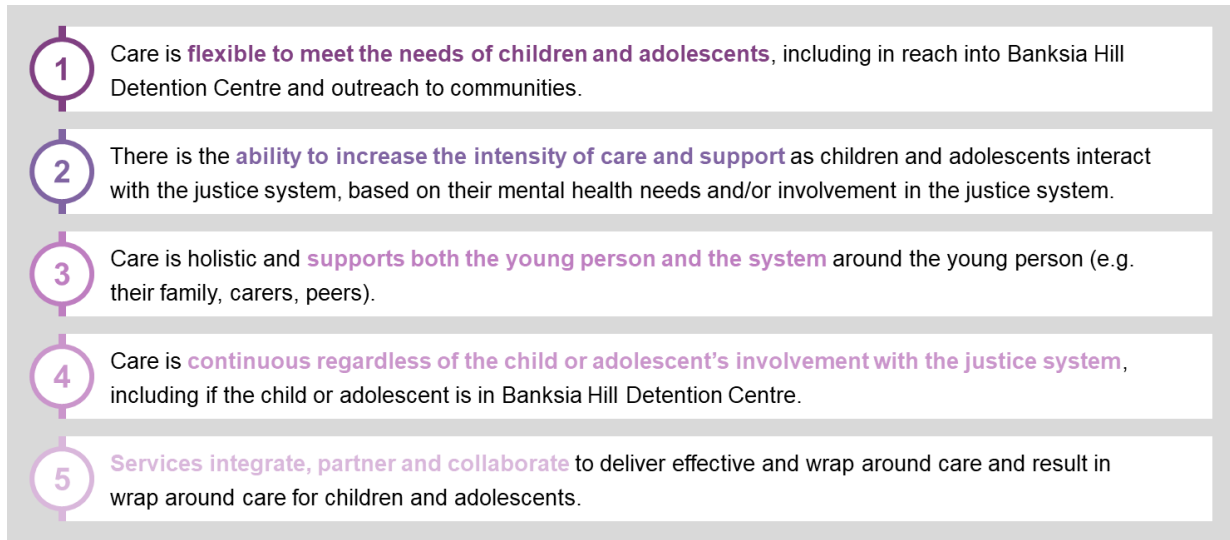 1
Care is flexible to meet the needs of children and adolescents, including in reach into Banksia Hill
Detention Centre and outreach to communities.
2
There is the ability to increase the intensity of care and support as children and adolescents interact
with the justice system, based on their mental health needs and/or involvement in the justice system.
3
Care is holistic and supports both the young person and the system around the young person (e.g.
their family, carers, peers).
4
Care is continuous regardless of the child or adolescent's involvement with the justice system,
including if the child or adolescent is in Banksia Hill Detention Centre.
5
Services integrate, partner and collaborate to deliver effective and wrap around care and result in
wrap around care for children and adolescents.